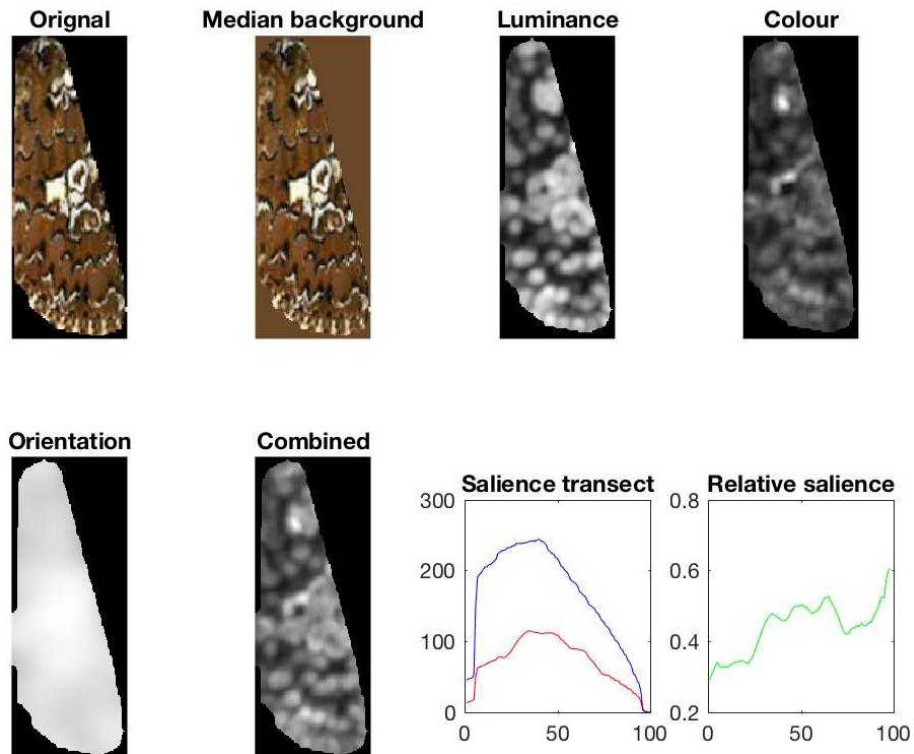 Orignal
Median background
Luminance
Colour
Orientation
Combined
Salience transect
300
200
100
0
0
50
100
Relative salience
0.8
0.6
0.4
0.2
0
50
100